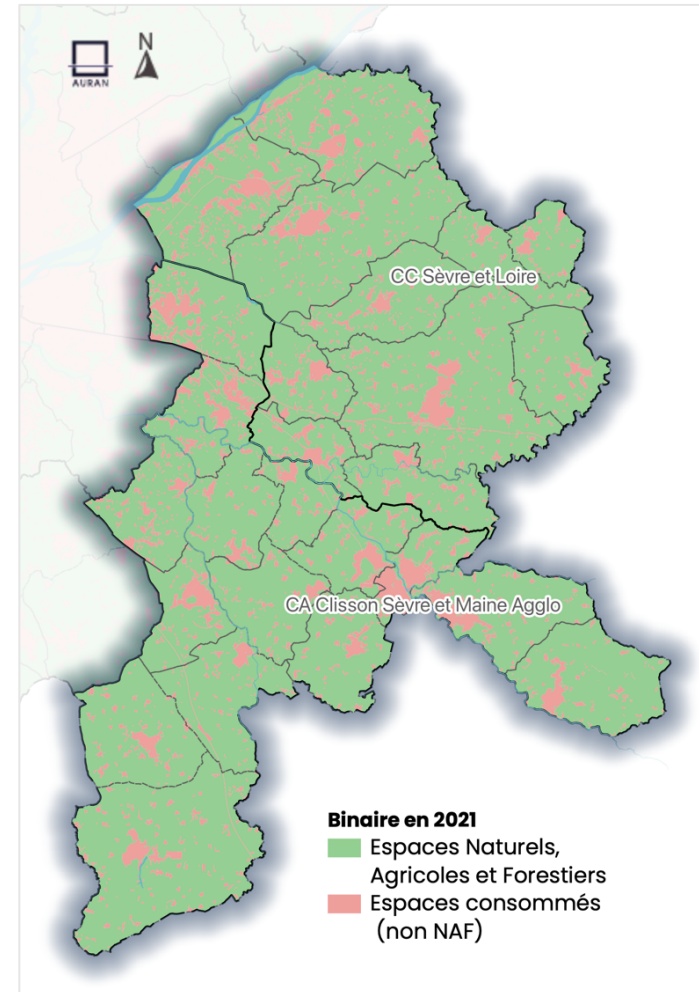 N
AURAN
CC Sèvre et Loire
CA Clisson Sèvre et Maine Agglo
Binaire en 2021
Espaces Naturels,
Agricoles et Forestiers
Espaces consommés
(non NAF)